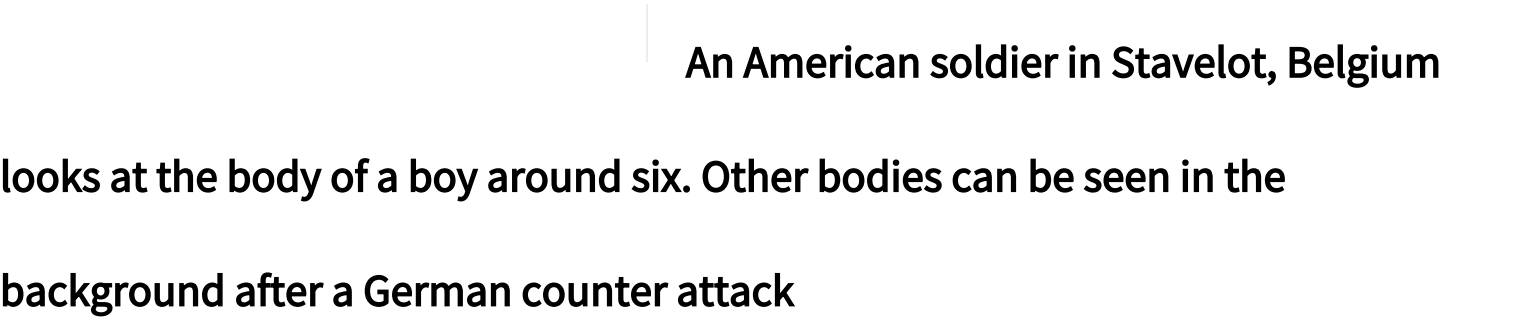 An American soldier in Stavelot, Belgium
looks at the body of a boy around six. Other bodies can be seen in the
background after a German counter attack